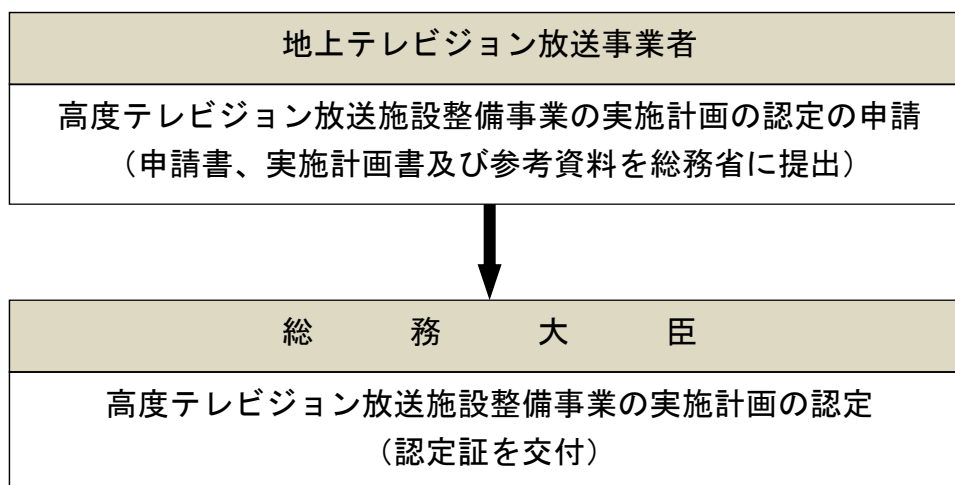 地上テレビジョン放送事業者
高度テレビジョン放送施設整備事業の実施計画の認定の申請
（申請書、実施計画書及び参考資料を総務省に提出）
総　務　大　臣
高度テレビジョン放送施設整備事業の実施計画の認定
（認定証を交付）